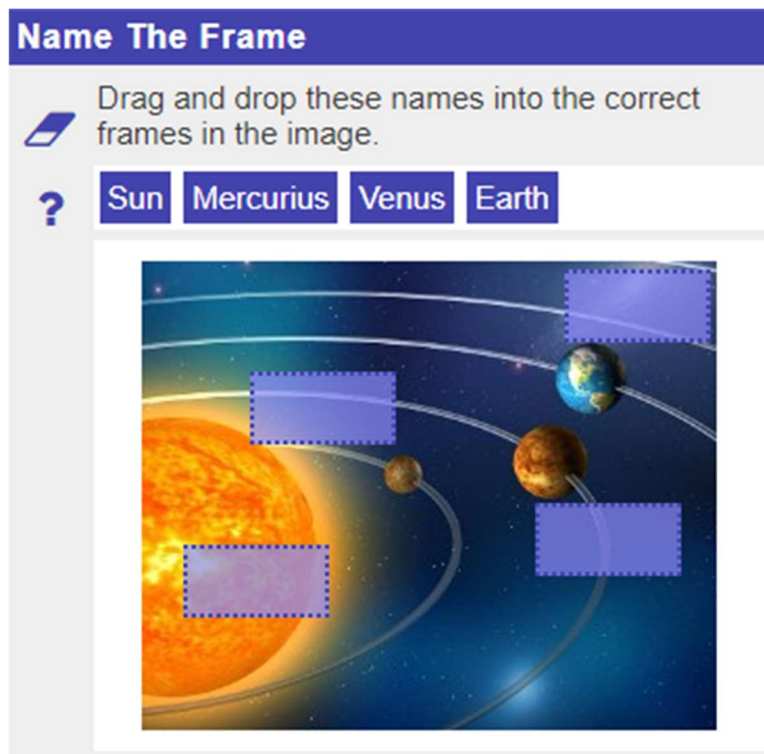 Name The Frame
Drag and drop these names into the correct
frames in the image.
?
Sun Mercurius Venus Earth